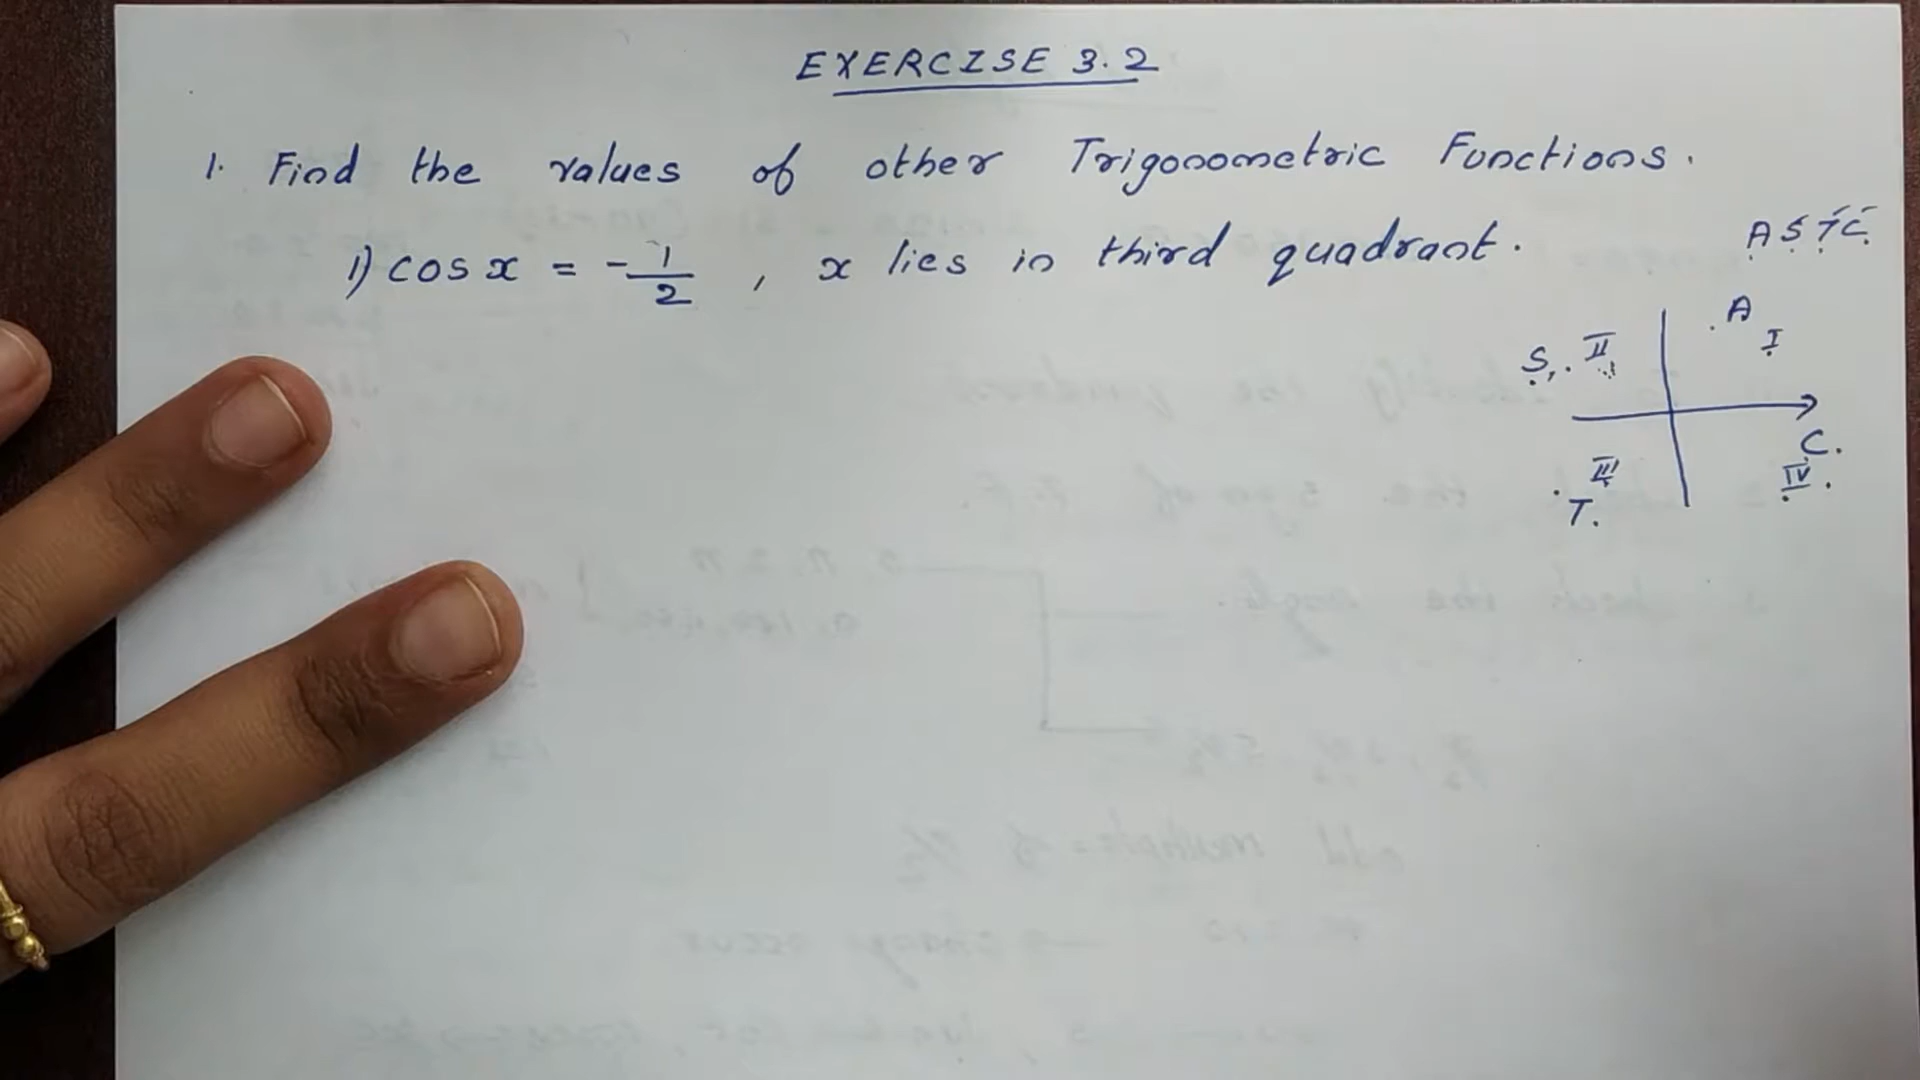 EXERCISE 3.2
1. Find the values of other Trigonometric Functions.
1) cos x = -1/2 , x lies in third quadrant.
A S T C
A
I
S, II
C.
IV
III
T.